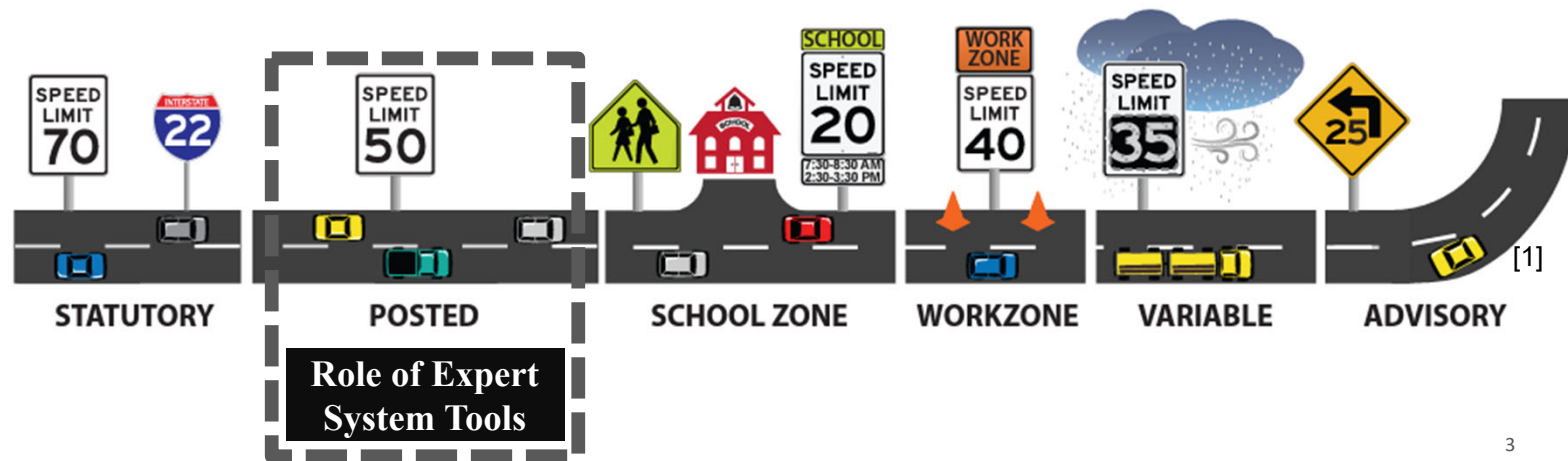 SPEED
LIMIT
70
INTERSTATE
22
STATUTORY
SPEED
LIMIT
50
POSTED
Role of Expert
System Tools
SCHOOL
SCHOOL
SPEED
LIMIT
20
7:30-8:30 AM
2:30-3:30 PM
SCHOOL ZONE
WORK
ZONE
SPEED
LIMIT
40
WORKZONE
SPEED
LIMIT
35
VARIABLE
25
[1]
ADVISORY
3